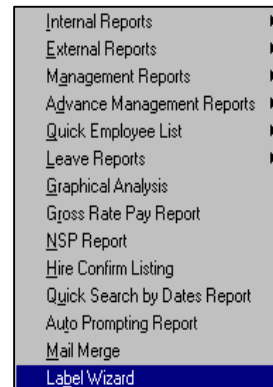 Internal Reports
External Reports
Management Reports
Advance Management Reports
Quick Employee List
Leave Reports
Graphical Analysis
Gross Rate Pay Report
NSP Report
Hire Confirm Listing
Quick Search by Dates Report
Auto Prompting Report
Mail Merge
Label Wizard